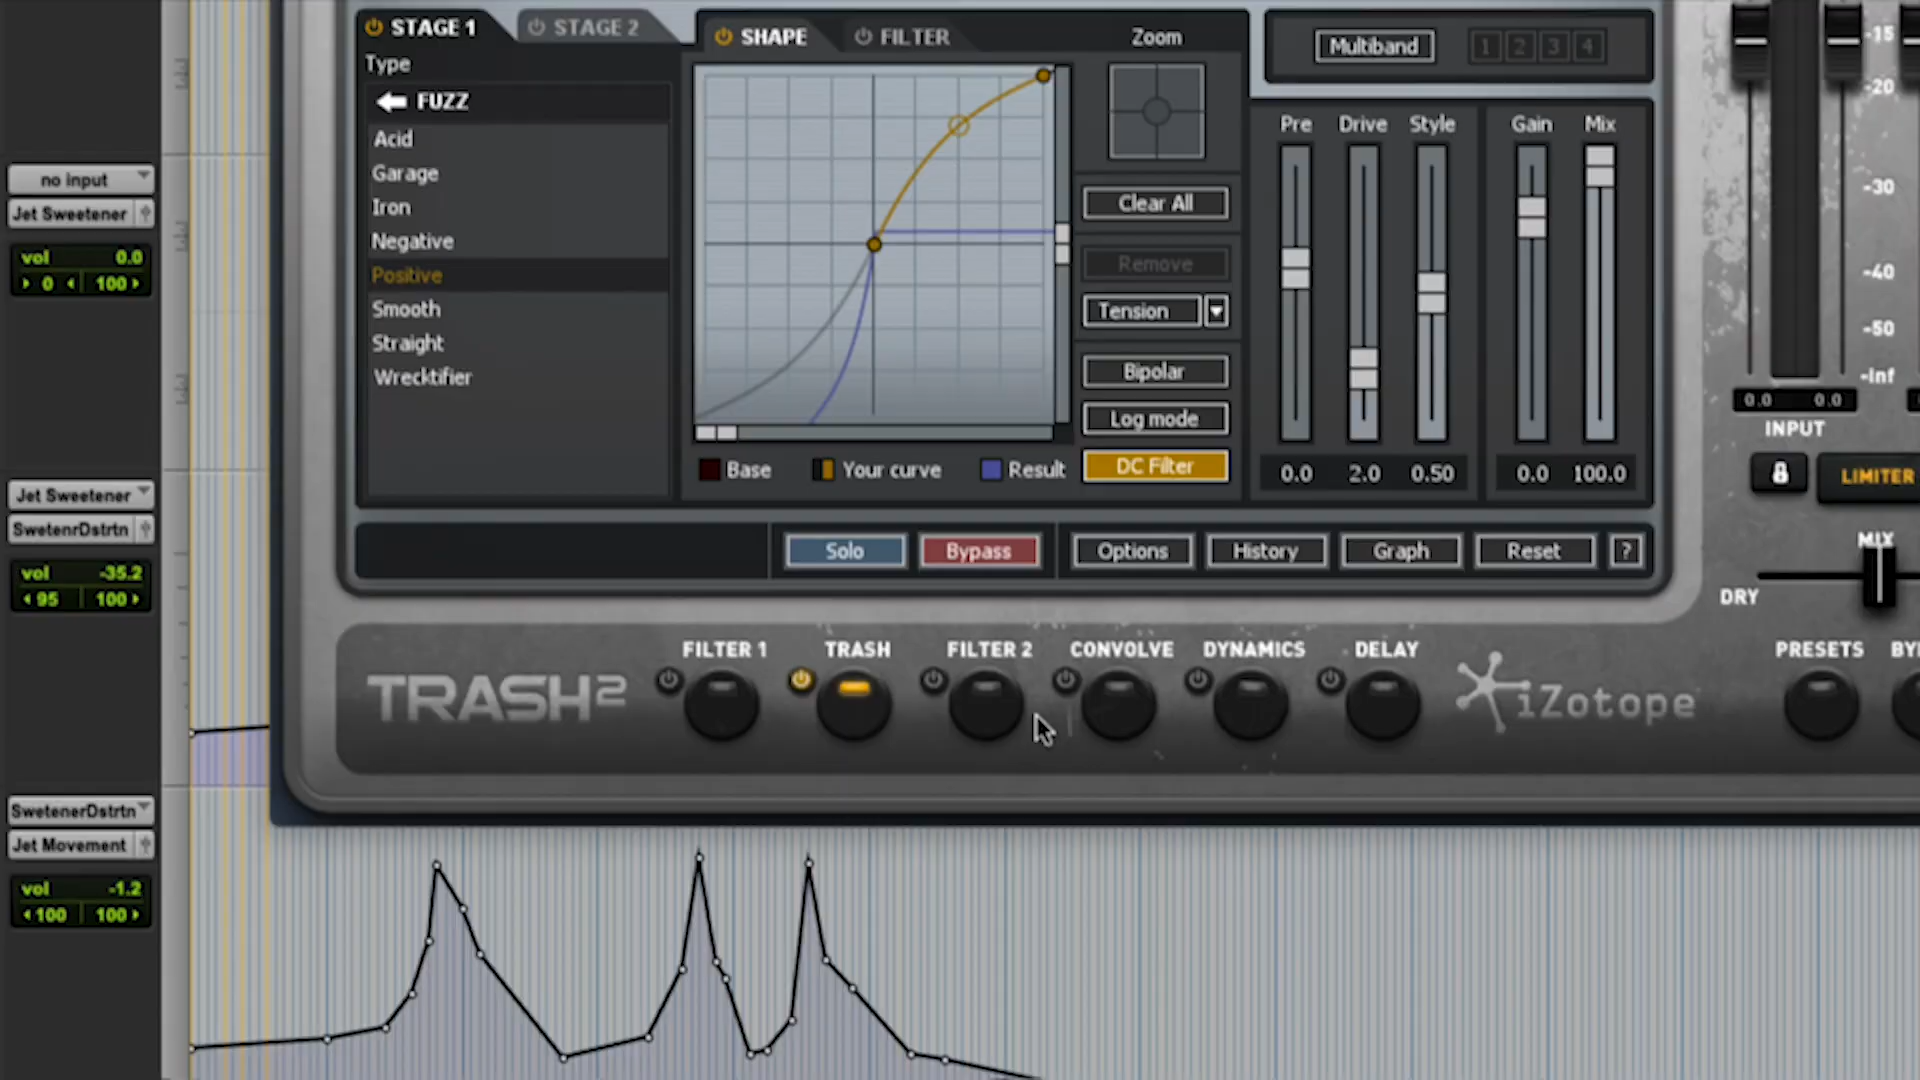 STAGE 1
STAGE 2
SHAPE
FILTER
Zoom
Multiband
1 2 3 4
Type
FUZZ
Acid
Garage
Iron
Negative
Positive
Smooth
Straight
Wrecktifier
Clear All
Remove
Tension
Bipolar
Log mode
DC Filter
Base
Your curve
Result
Pre
Drive
Style
Gain
Mix
0.0
2.0
0.50
0.0
100.0
-15
-20
-30
-40
-50
-Inf
0.0 0.0
INPUT
LIMITER
MIX
DRY
Solo
Bypass
Options
History
Graph
Reset
?
FILTER 1
TRASH
FILTER 2
CONVOLVE
DYNAMICS
DELAY
TRASH2
iZotope
PRESETS
no input
Jet Sweetener
vol 0.0
0 100
Jet Sweetener
SwetenrDstrtn
vol -35.2
95 100
SwetenerDstrtn
Jet Movement
vol -1.2
100 100